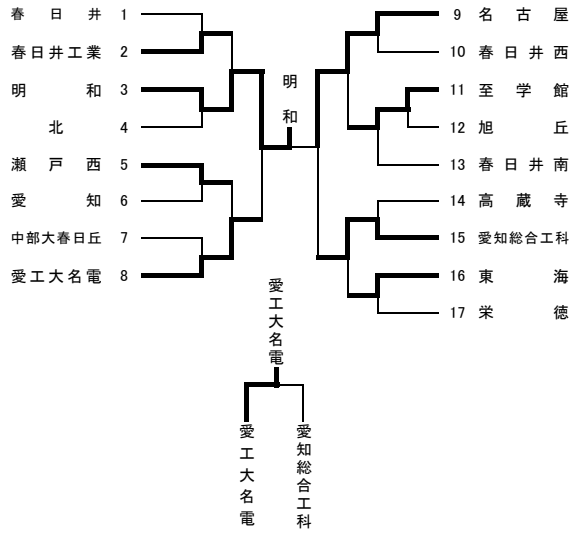 春日井 1
春日井工業 2
明和 3
北 4
瀬戸西 5
愛知 6
中部大春日丘 7
愛工大名電 8
明和
9 名古屋
10 春日井西
11 至学館
12 旭丘
13 春日井南
14 高蔵寺
15 愛知総合工科
16 東海
17 栄徳
愛工大名電
愛工大名電
愛知総合工科